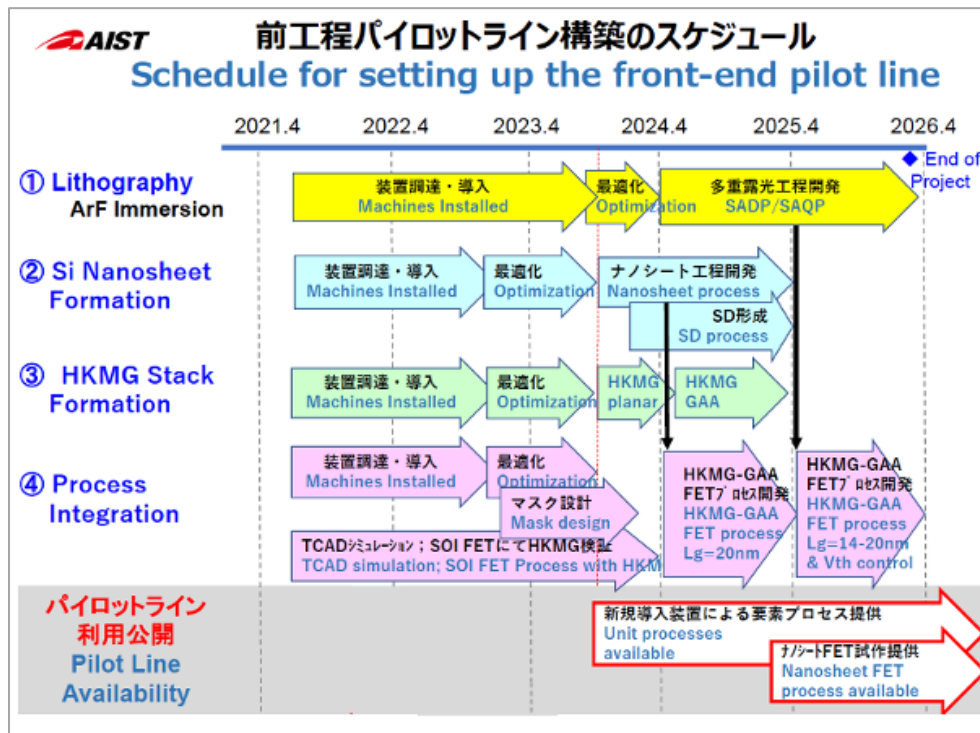 AIST
前工程パイロットライン構築のスケジュール
Schedule for setting up the front-end pilot line
2021.4 2022.4 2023.4 2024.4 2025.4 2026.4
◆ End of
Project
① Lithography
ArF Immersion
装置調達・導入
Machines Installed
最適化
Optimization
多重露光工程開発
SADP/SAQP
② Si Nanosheet
Formation
装置調達・導入
Machines Installed
最適化
Optimization
ナノシート工程開発
Nanosheet process
SD形成
SD process
③ HKMG Stack
Formation
装置調達・導入
Machines Installed
最適化
Optimization
HKMG
planar
HKMG
GAA
④ Process
Integration
装置調達・導入
Machines Installed
最適化
Optimization
マスク設計
Mask design
TCADシミュレーション；SOI FETにてHKMG検証
TCAD simulation; SOI FET Process with HKM
HKMG-GAA
FETプロセス開発
HKMG-GAA
FET process
Lg=20nm
HKMG-GAA
FETプロセス開発
HKMG-GAA
FET process
Lg=14-20nm
& Vth control
パイロットライン
利用公開
Pilot Line
Availability
新規導入装置による要素プロセス提供
Unit processes
available
ナノシートFET試作提供
Nanosheet FET
process available